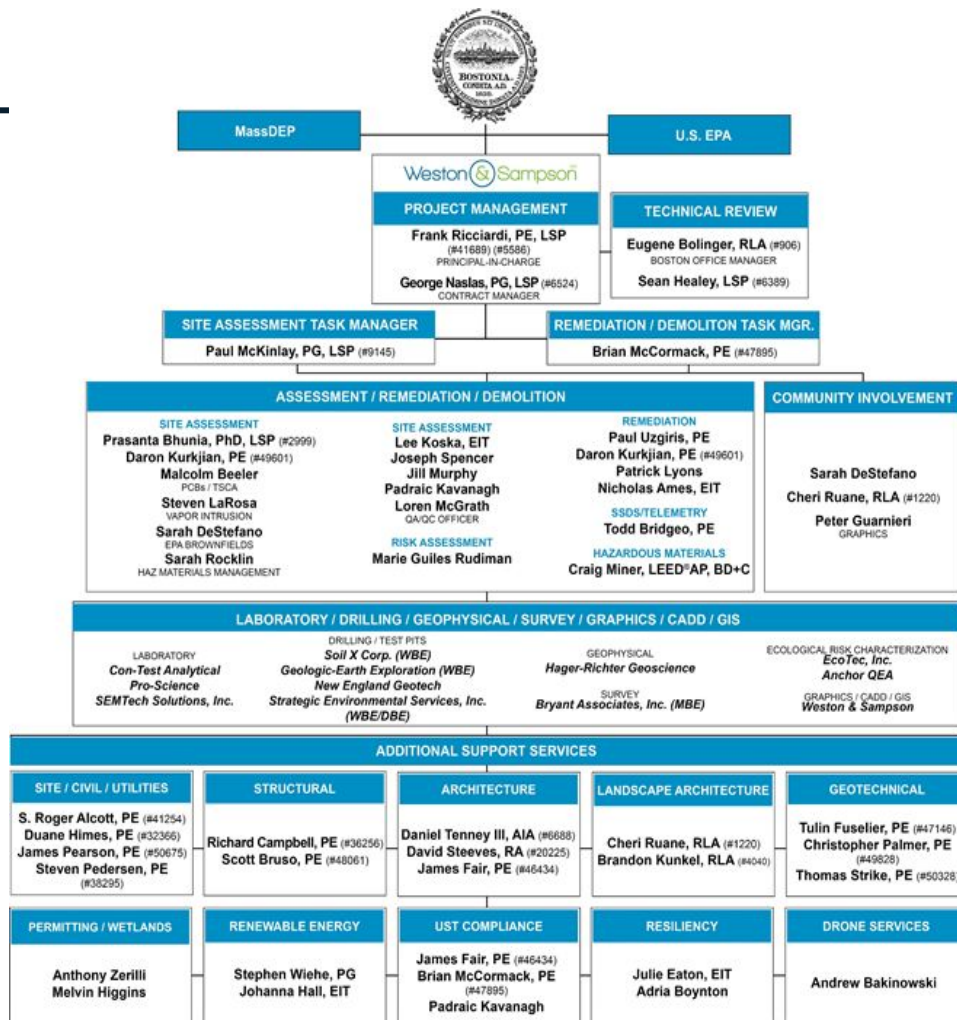 BOSTONIA.
CONDITA A.D.
1630.
MassDEP
U.S. EPA
Weston & Sampson
PROJECT MANAGEMENT
Frank Ricciardi, PE, LSP
(#41689) (#5586)
PRINCIPAL-IN-CHARGE
George Naslas, PG, LSP (#6524)
CONTRACT MANAGER
TECHNICAL REVIEW
Eugene Bolinger, RLA (#906)
BOSTON OFFICE MANAGER
Sean Healey, LSP (#6389)
SITE ASSESSMENT TASK MANAGER
Paul McKinlay, PG, LSP (#9145)
REMEDIATION / DEMOLITON TASK MGR.
Brian McCormack, PE (#47895)
ASSESSMENT / REMEDIATION / DEMOLITION
SITE ASSESSMENT
Prasanta Bhunia, PhD, LSP (#2999)
Daron Kurkjian, PE (#49601)
Malcolm Beeler
PCBs / TSCA
Steven LaRosa
VAPOR INTRUSION
Sarah DeStefano
EPA BROWNFIELDS
Sarah Rocklin
HAZ MATERIALS MANAGEMENT
SITE ASSESSMENT
Lee Koska, EIT
Joseph Spencer
Jill Murphy
Padraic Kavanagh
Loren McGrath
QA/QC OFFICER
RISK ASSESSMENT
Marie Guiles Rudiman
REMEDIATION
Paul Uzgiris, PE
Daron Kurkjian, PE (#49601)
Patrick Lyons
Nicholas Ames, EIT
SSDS/TELEMETRY
Todd Bridgeo, PE
HAZARDOUS MATERIALS
Craig Miner, LEED®AP, BD+C
COMMUNITY INVOLVEMENT
Sarah DeStefano
Cheri Ruane, RLA (#1220)
Peter Guarnieri
GRAPHICS
LABORATORY / DRILLING / GEOPHYSICAL / SURVEY / GRAPHICS / CADD / GIS
LABORATORY
Con-Test Analytical
Pro-Science
SEMTech Solutions, Inc.
DRILLING / TEST PITS
Soil X Corp. (WBE)
Geologic-Earth Exploration (WBE)
New England Geotech
Strategic Environmental Services, Inc.
(WBE/DBE)
GEOPHYSICAL
Hager-Richter Geoscience
SURVEY
Bryant Associates, Inc. (MBE)
ECOLOGICAL RISK CHARACTERIZATION
EcoTec, Inc.
Anchor QEA
GRAPHICS / CADD / GIS
Weston & Sampson
ADDITIONAL SUPPORT SERVICES
SITE / CIVIL / UTILITIES
S. Roger Alcott, PE (#41254)
Duane Himes, PE (#32366)
James Pearson, PE (#50675)
Steven Pedersen, PE
(#38295)
STRUCTURAL
Richard Campbell, PE (#36256)
Scott Bruso, PE (#48061)
ARCHITECTURE
Daniel Tenney III, AIA (#6688)
David Steeves, RA (#20225)
James Fair, PE (#46434)
LANDSCAPE ARCHITECTURE
Cheri Ruane, RLA (#1220)
Brandon Kunkel, RLA (#4040)
GEOTECHNICAL
Tulin Fuselier, PE (#47146)
Christopher Palmer, PE
(#49828)
Thomas Strike, PE (#50328)
PERMITTING / WETLANDS
Anthony Zerilli
Melvin Higgins
RENEWABLE ENERGY
Stephen Wiehe, PG
Johanna Hall, EIT
UST COMPLIANCE
James Fair, PE (#46434)
Brian McCormack, PE
(#47895)
Padraic Kavanagh
RESILIENCY
Julie Eaton, EIT
Adria Boynton
DRONE SERVICES
Andrew Bakinowski